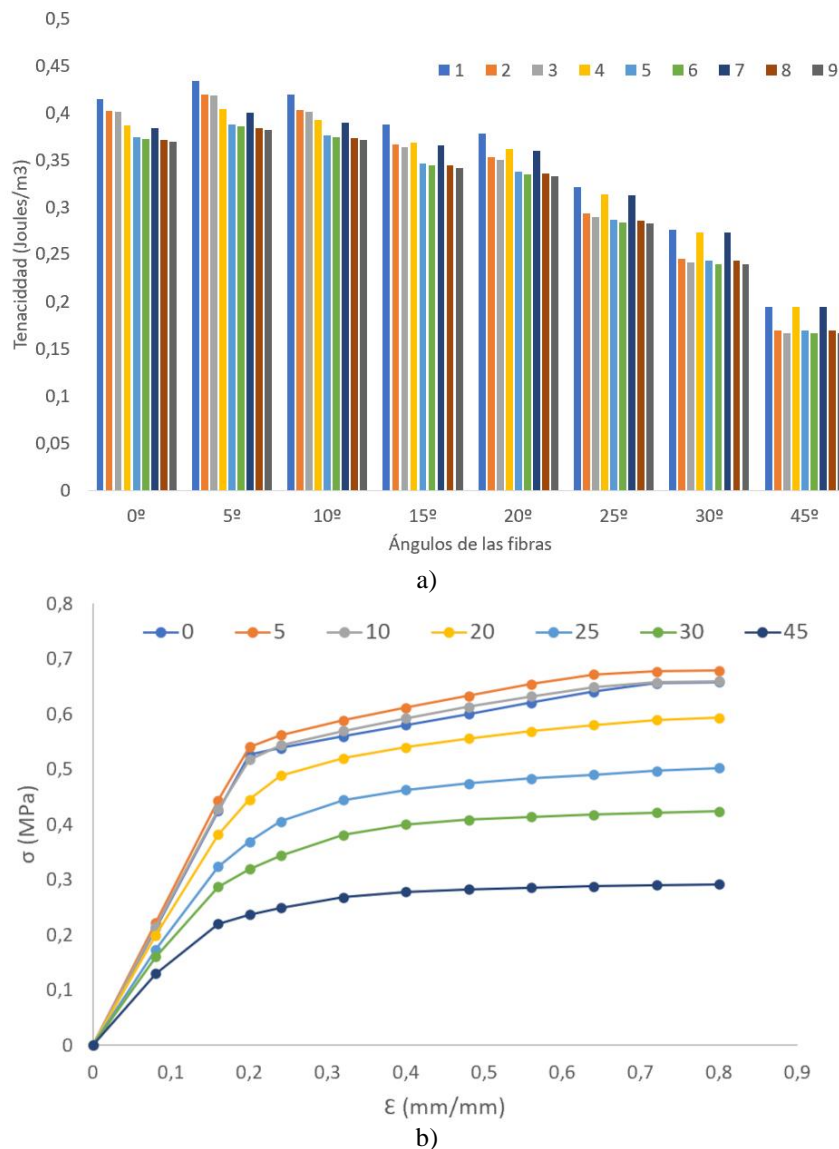 0,5
1 2 3 4 5 6 7 8 9
0,45
0,4
0,35
0,3
0,25
0,2
0,15
0,1
0,05
0
Tenaciddad (Joules/m3)
0º 5º 10º 15º 20º 25º 30º 45º
Ángulos de las fibras
a)
0,8
0 5 10 20 25 30 45
0,7
0,6
0,5
0,4
0,3
0,2
0,1
0
σ (MPa)
0 0,1 0,2 0,3 0,4 0,5 0,6 0,7 0,8 0,9
Ɛ (mm/mm)
b)